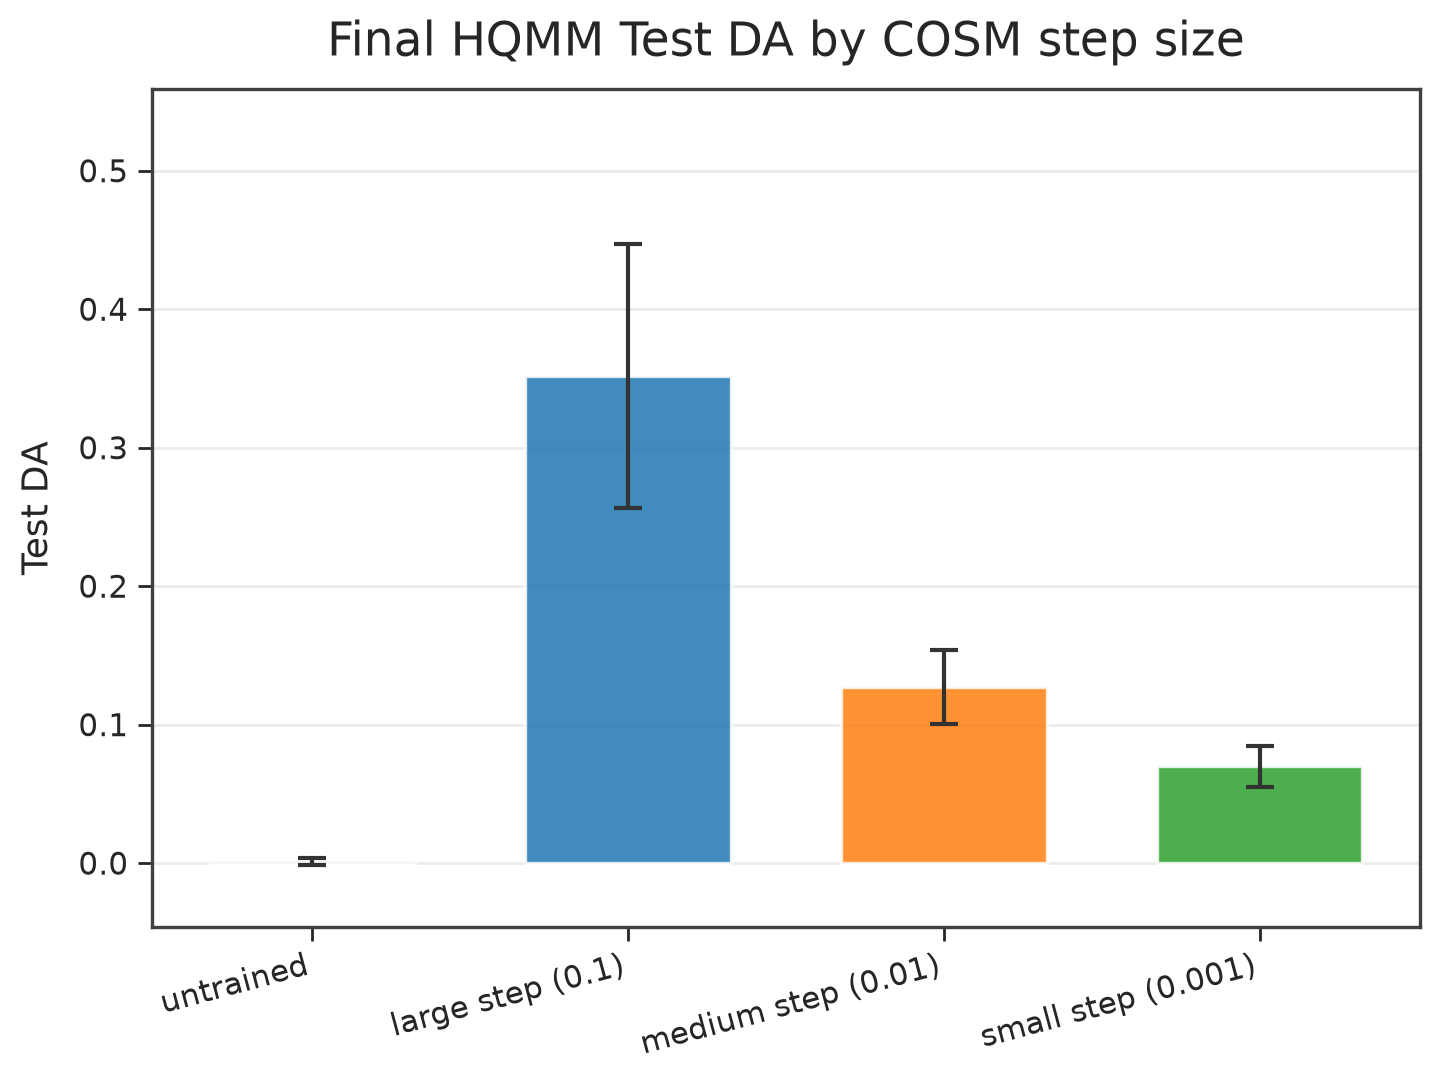 Final HQMM Test DA by COSM step size
Test DA
0.5
0.4
0.3
0.2
0.1
0.0
untrained
large step (0.1)
medium step (0.01)
small step (0.001)